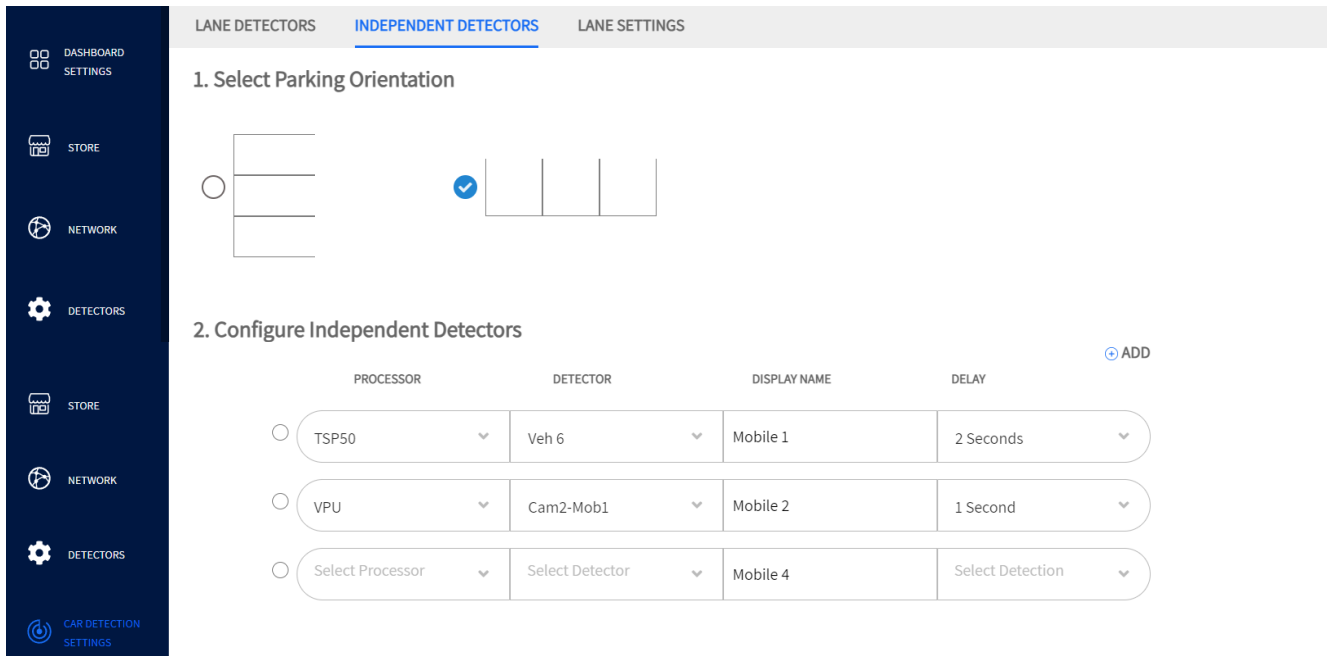 LANE DETECTORS INDEPENDENT DETECTORS LANE SETTINGS
DASHBOARD
SETTINGS
STORE
NETWORK
DETECTORS
STORE
NETWORK
DETECTORS
CAR DETECTION
SETTINGS
1. Select Parking Orientation
2. Configure Independent Detectors
ADD
PROCESSOR DETECTOR DISPLAY NAME DELAY
TSP50 Veh 6 Mobile 1 2 Seconds
VPU Cam2-Mob1 Mobile 2 1 Second
Select Processor Select Detector Mobile 4 Select Detection